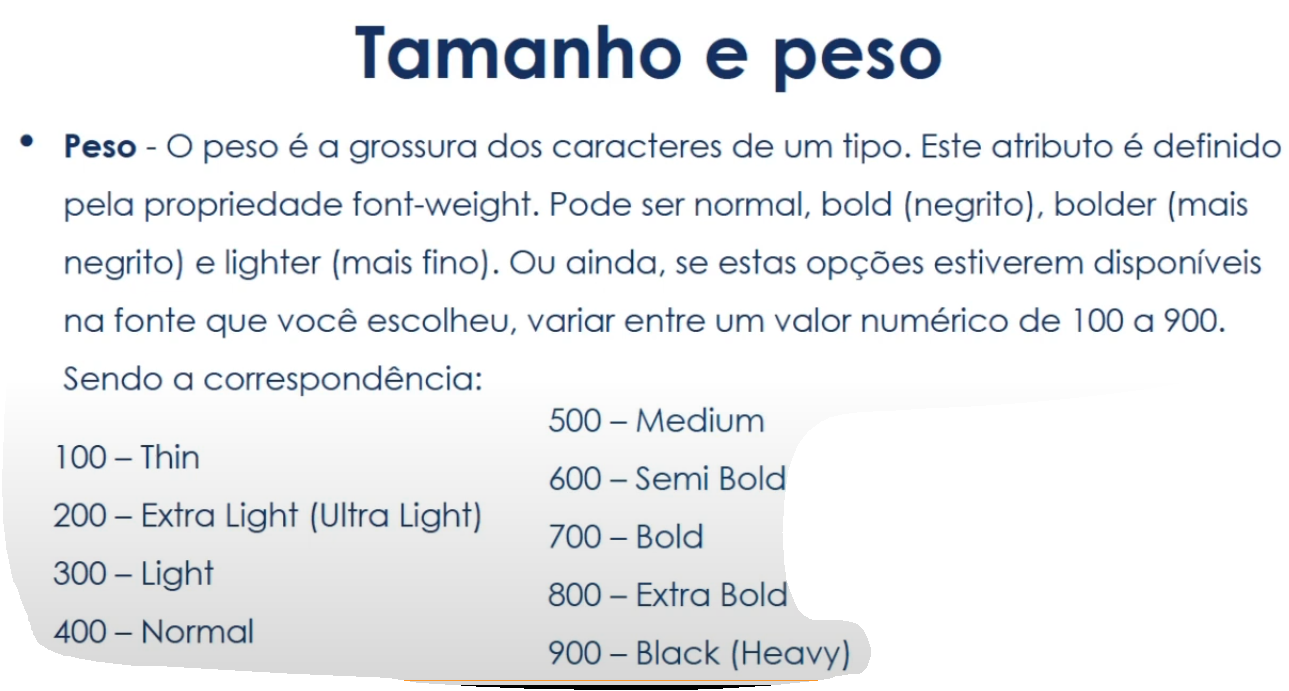 Tamanho e peso
• Peso - O peso é a grossura dos caracteres de um tipo. Este atributo é definido
pela propriedade font-weight. Pode ser normal, bold (negrito), bolder (mais
negrito) e lighter (mais fino). Ou ainda, se estas opções estiverem disponíveis
na fonte que você escolheu, variar entre um valor numérico de 100 a 900.
Sendo a correspondência:
100 – Thin
200 – Extra Light (Ultra Light)
300 – Light
400 – Normal
500 – Medium
600 – Semi Bold
700 – Bold
800 – Extra Bold
900 – Black (Heavy)